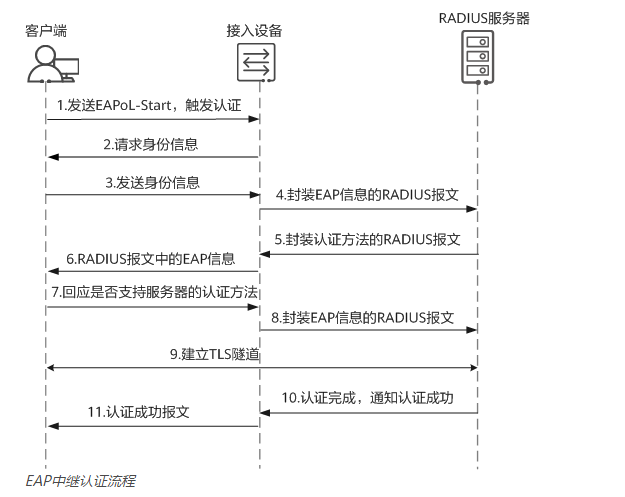 RADIUS服务器
客户端
接入设备
1.发送EAPoL-Start，触发认证
2.请求身份信息
3.发送身份信息
4.封装EAP信息的RADIUS报文
5.封装认证方法的RADIUS报文
6.RADIUS报文中的EAP信息
7.回应是否支持服务器的认证方法
8.封装EAP信息的RADIUS报文
9.建立TLS隧道
10.认证完成，通知认证成功
11.认证成功报文
EAP中继认证流程